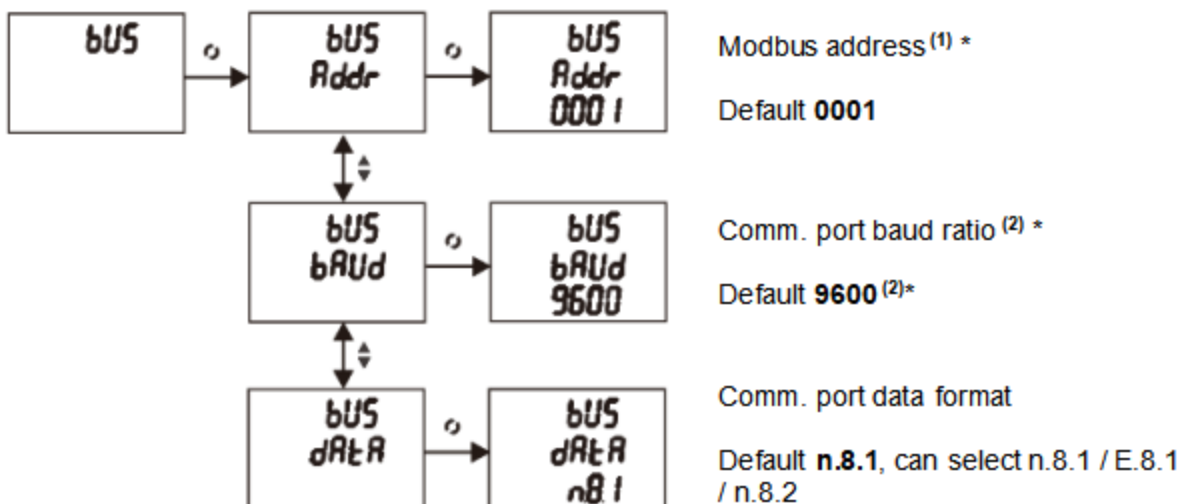 bUS
bUS
Addr
bUS
Addr
0001
Modbus address (1) *
Default 0001
bUS
bAUd
bUS
bAUd
9600
Comm. port baud ratio (2) *
Default 9600 (2)*
bUS
dAtA
bUS
dAtA
n8.1
Comm. port data format
Default n.8.1, can select n.8.1 / E.8.1
/ n.8.2